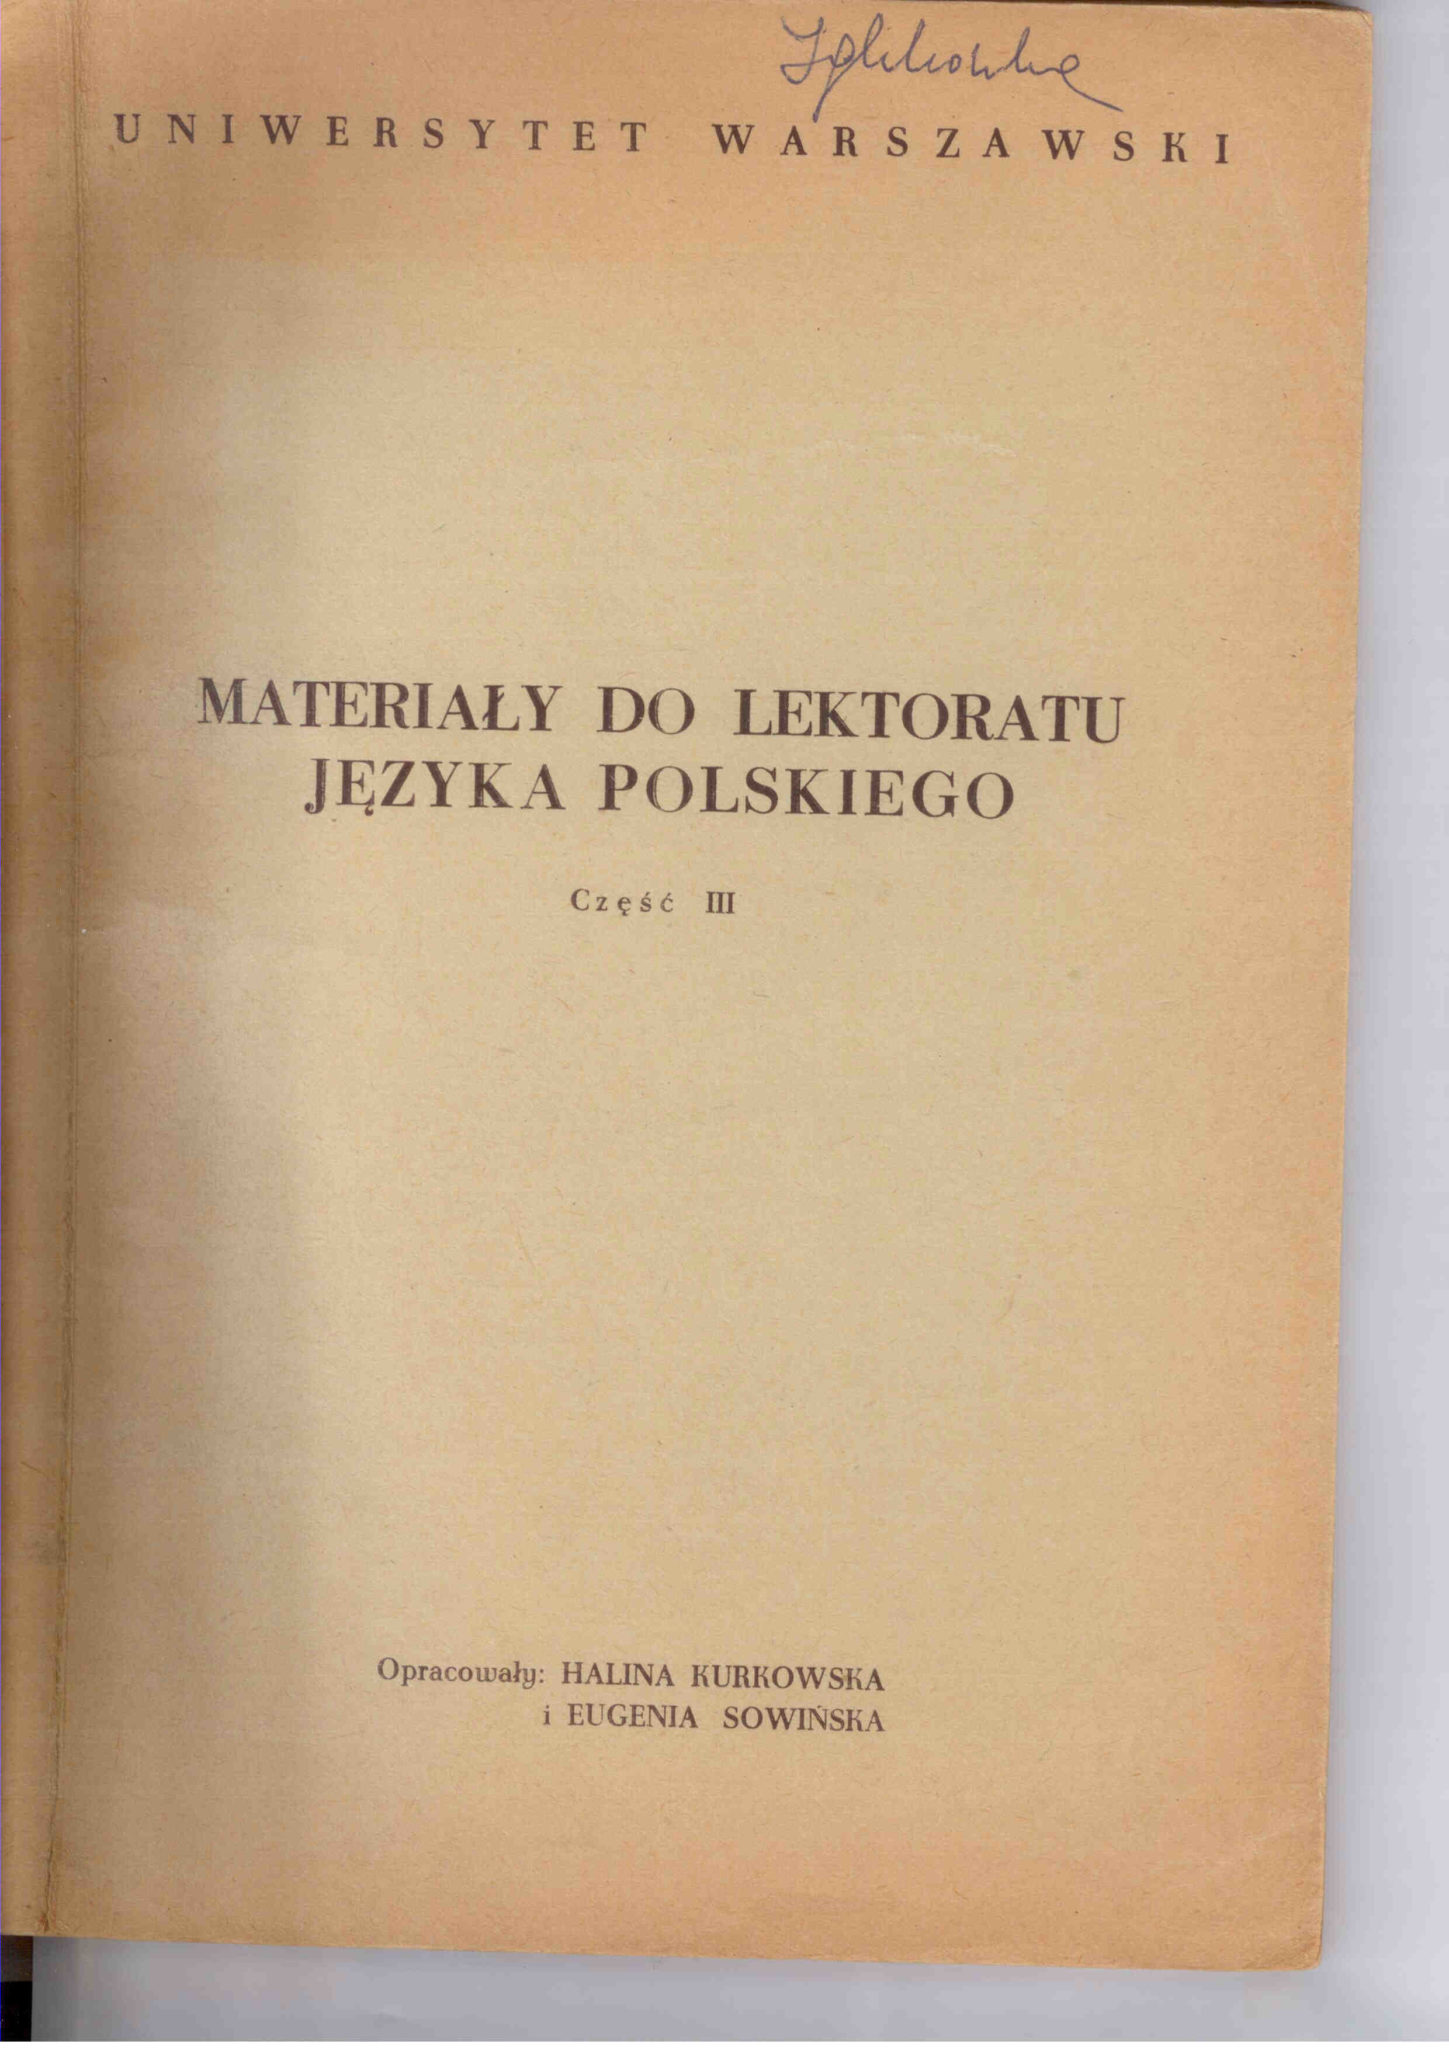 UNIWERSYTET WARSZAWSKI
MATERIAŁY DO LEKTORATU
JĘZYKA POLSKIEGO
Część III
Opracowały: HALINA KURKOWSKA
i EUGENIA SOWIŃSKA